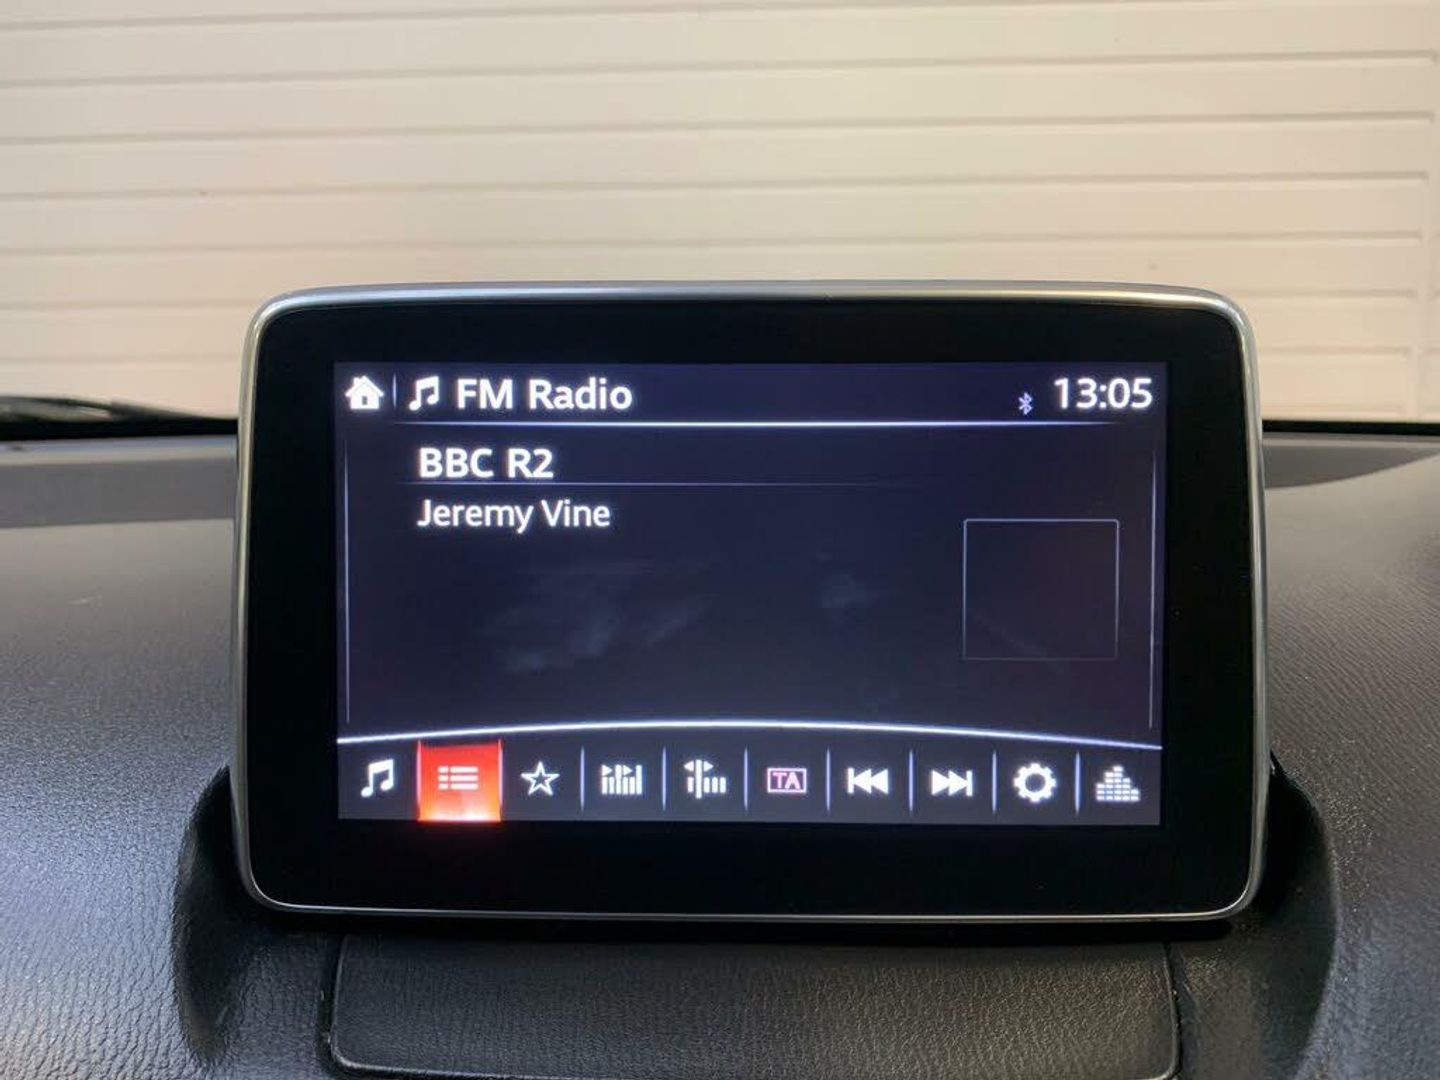 FM Radio
13:05
BBC R2
Jeremy Vine
TA